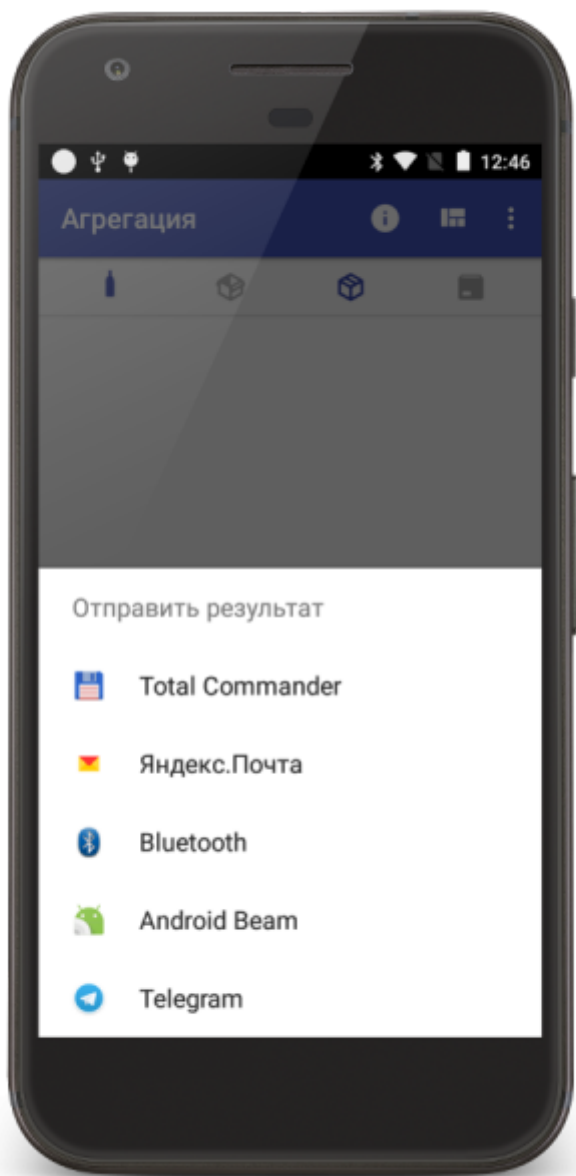 12:46
Агрегация
Отправить результат
Total Commander
Яндекс.Почта
Bluetooth
Android Beam
Telegram